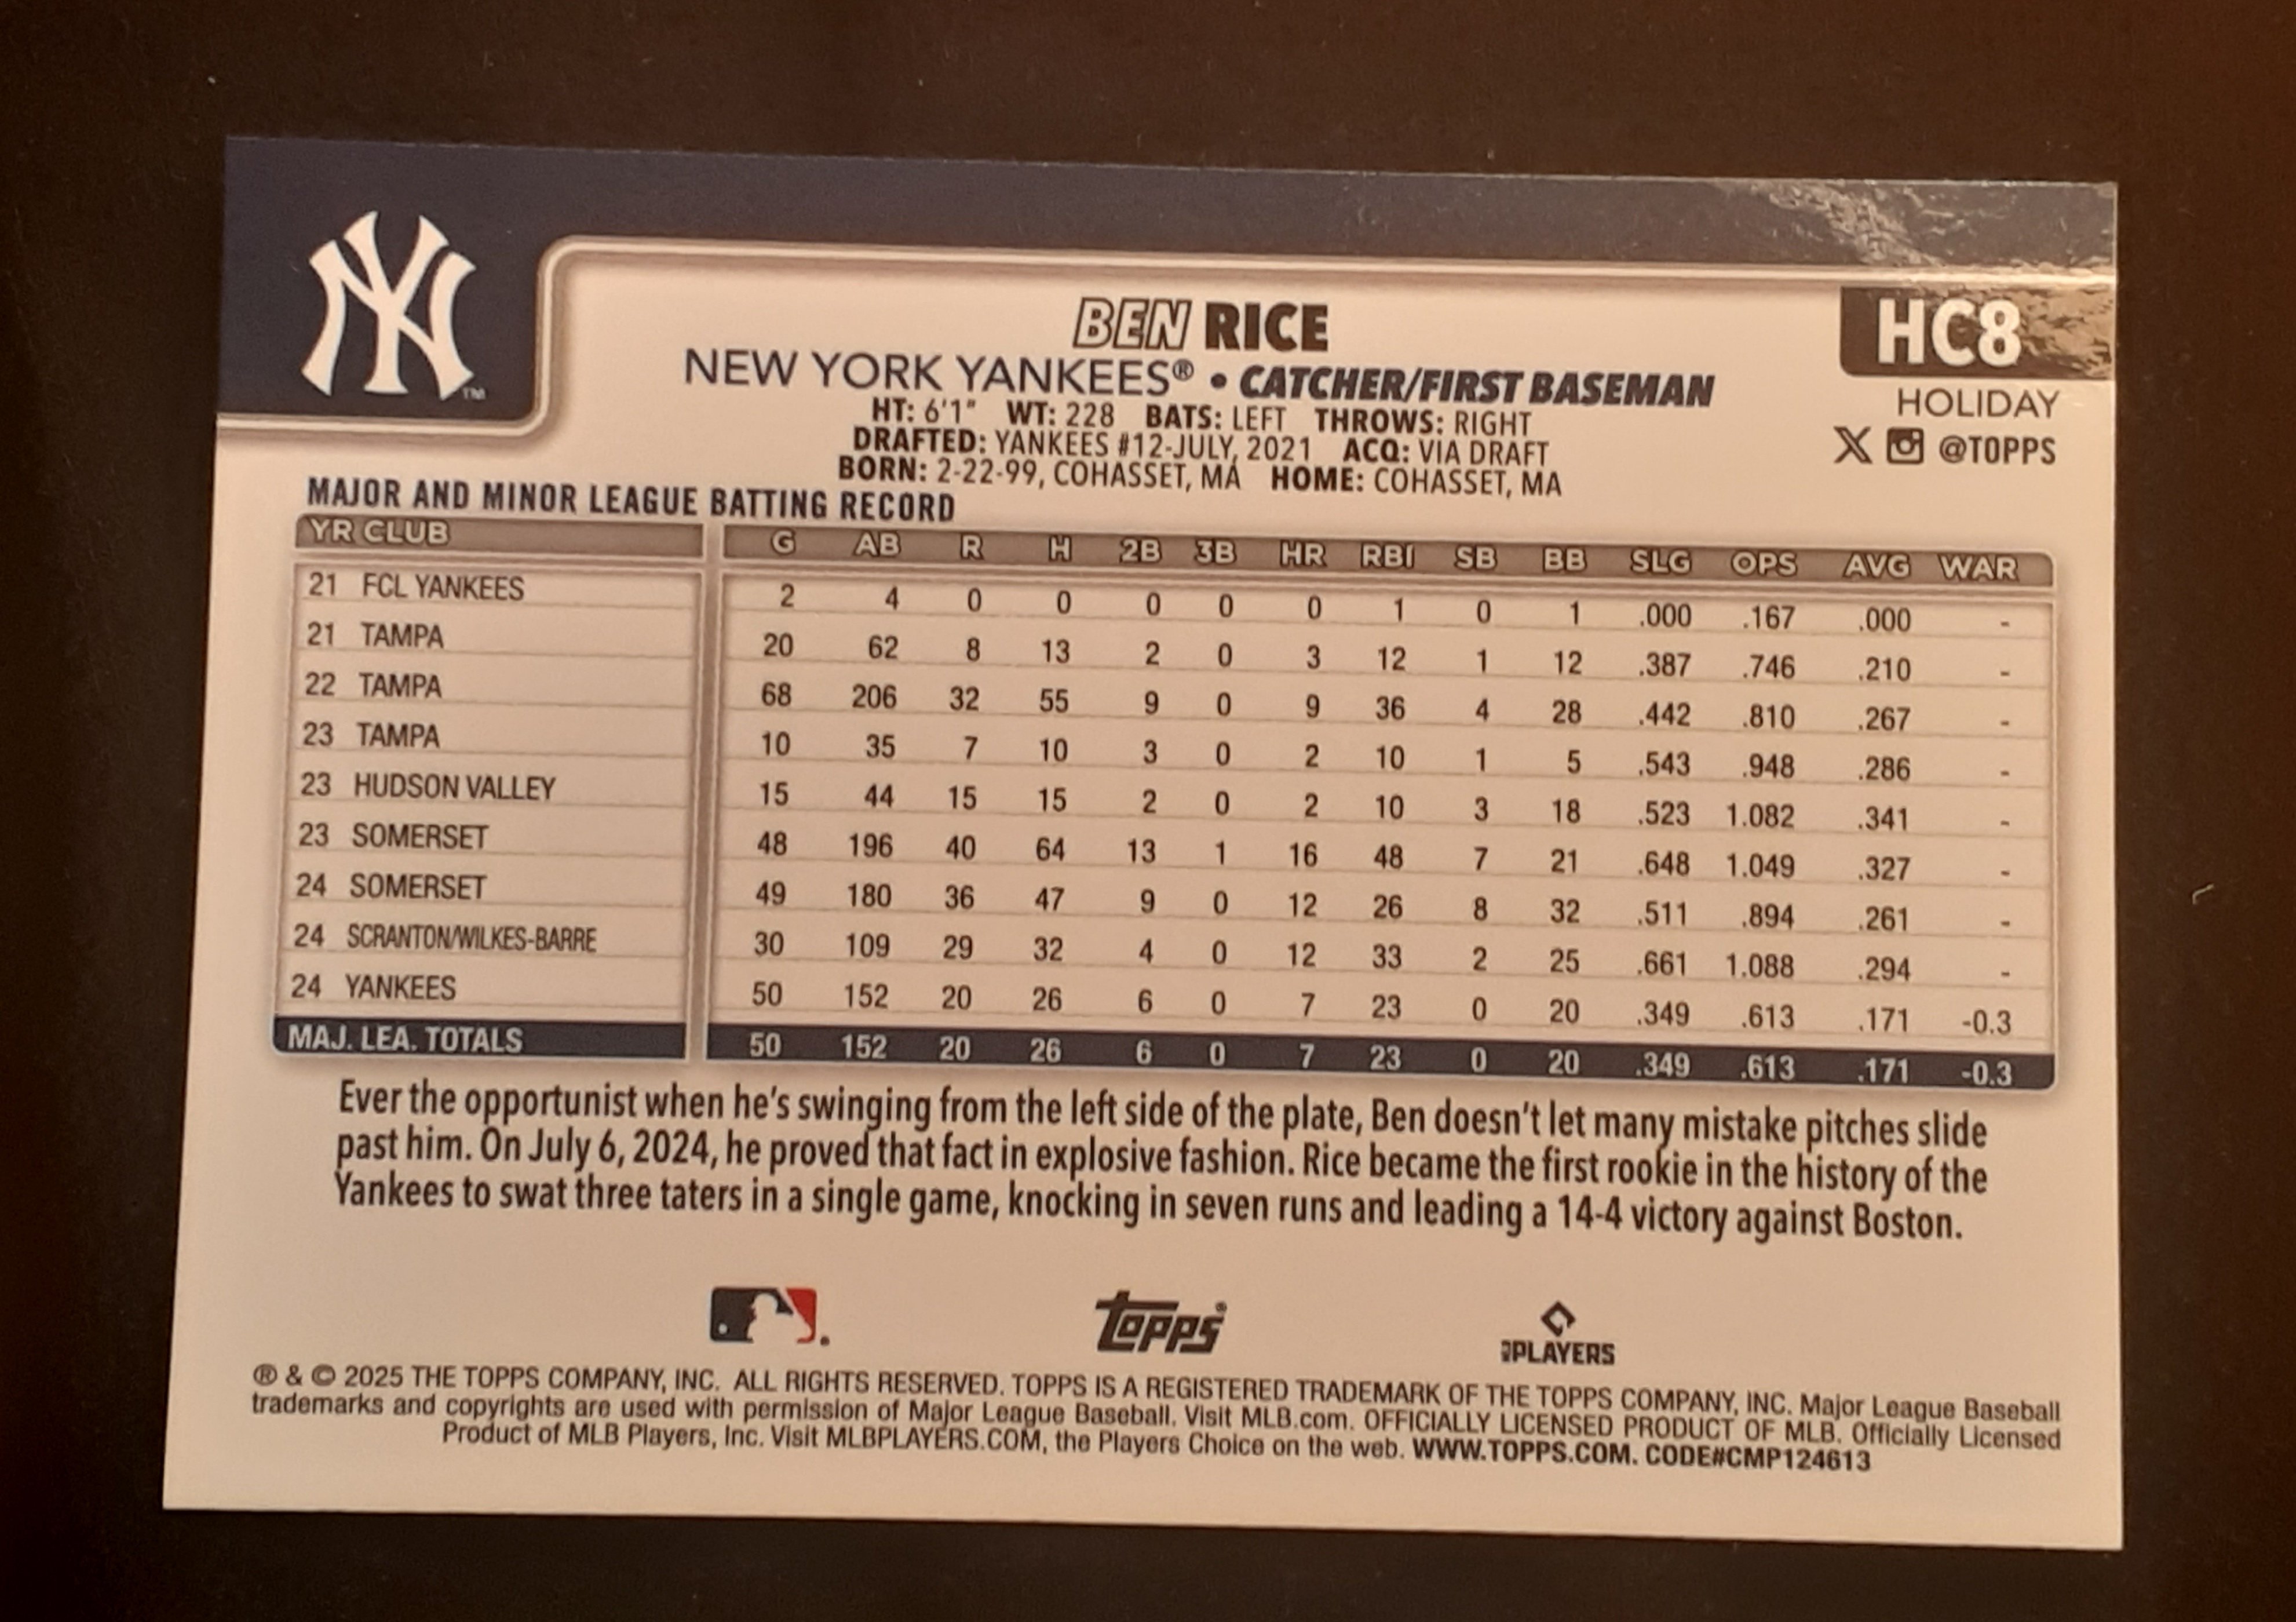 NY
™
BEN RICE
HC8
NEW YORK YANKEES® • CATCHER/FIRST BASEMAN
HOLIDAY
HT: 6'1" WT: 228 BATS: LEFT THROWS: RIGHT
@TOPPS
DRAFTED: YANKEES #12-JULY, 2021 ACQ: VIA DRAFT
BORN: 2-22-99, COHASSET, MA HOME: COHASSET, MA
MAJOR AND MINOR LEAGUE BATTING RECORD
YR CLUB G AB R H 2B 3B HR RBI SB BB SLG OPS AVG WAR
21 FCL YANKEES 2 4 0 0 0 0 0 1 0 1 .000 .167 .000 -
21 TAMPA 20 62 8 13 2 0 3 12 1 12 .387 .746 .210 -
22 TAMPA 68 206 32 55 9 0 9 36 4 28 .442 .810 .267 -
23 TAMPA 10 35 7 10 3 0 2 10 1 5 .543 .948 .286 -
23 HUDSON VALLEY 15 44 15 15 2 0 2 10 3 18 .523 1.082 .341 -
23 SOMERSET 48 196 40 64 13 1 16 48 7 21 .648 1.049 .327 -
24 SOMERSET 49 180 36 47 9 0 12 26 8 32 .511 .894 .261 -
24 SCRANTON/WILKES-BARRE 30 109 29 32 4 0 12 33 2 25 .661 1.088 .294 -
24 YANKEES 50 152 20 26 6 0 7 23 0 20 .349 .613 .171 -0.3
MAJ. LEA. TOTALS 50 152 20 26 6 0 7 23 0 20 .349 .613 .171 -0.3
Ever the opportunist when he's swinging from the left side of the plate, Ben doesn't let many mistake pitches slide
past him. On July 6, 2024, he proved that fact in explosive fashion. Rice became the first rookie in the history of the
Yankees to swat three taters in a single game, knocking in seven runs and leading a 14-4 victory against Boston.
Topps®
PLAYERS
® & © 2025 THE TOPPS COMPANY, INC. ALL RIGHTS RESERVED. TOPPS IS A REGISTERED TRADEMARK OF THE TOPPS COMPANY, INC. Major League Baseball
trademarks and copyrights are used with permission of Major League Baseball. Visit MLB.com. OFFICIALLY LICENSED PRODUCT OF MLB. Officially Licensed
Product of MLB Players, Inc. Visit MLBPLAYERS.COM, the Players Choice on the web. WWW.TOPPS.COM. CODE#CMP124613